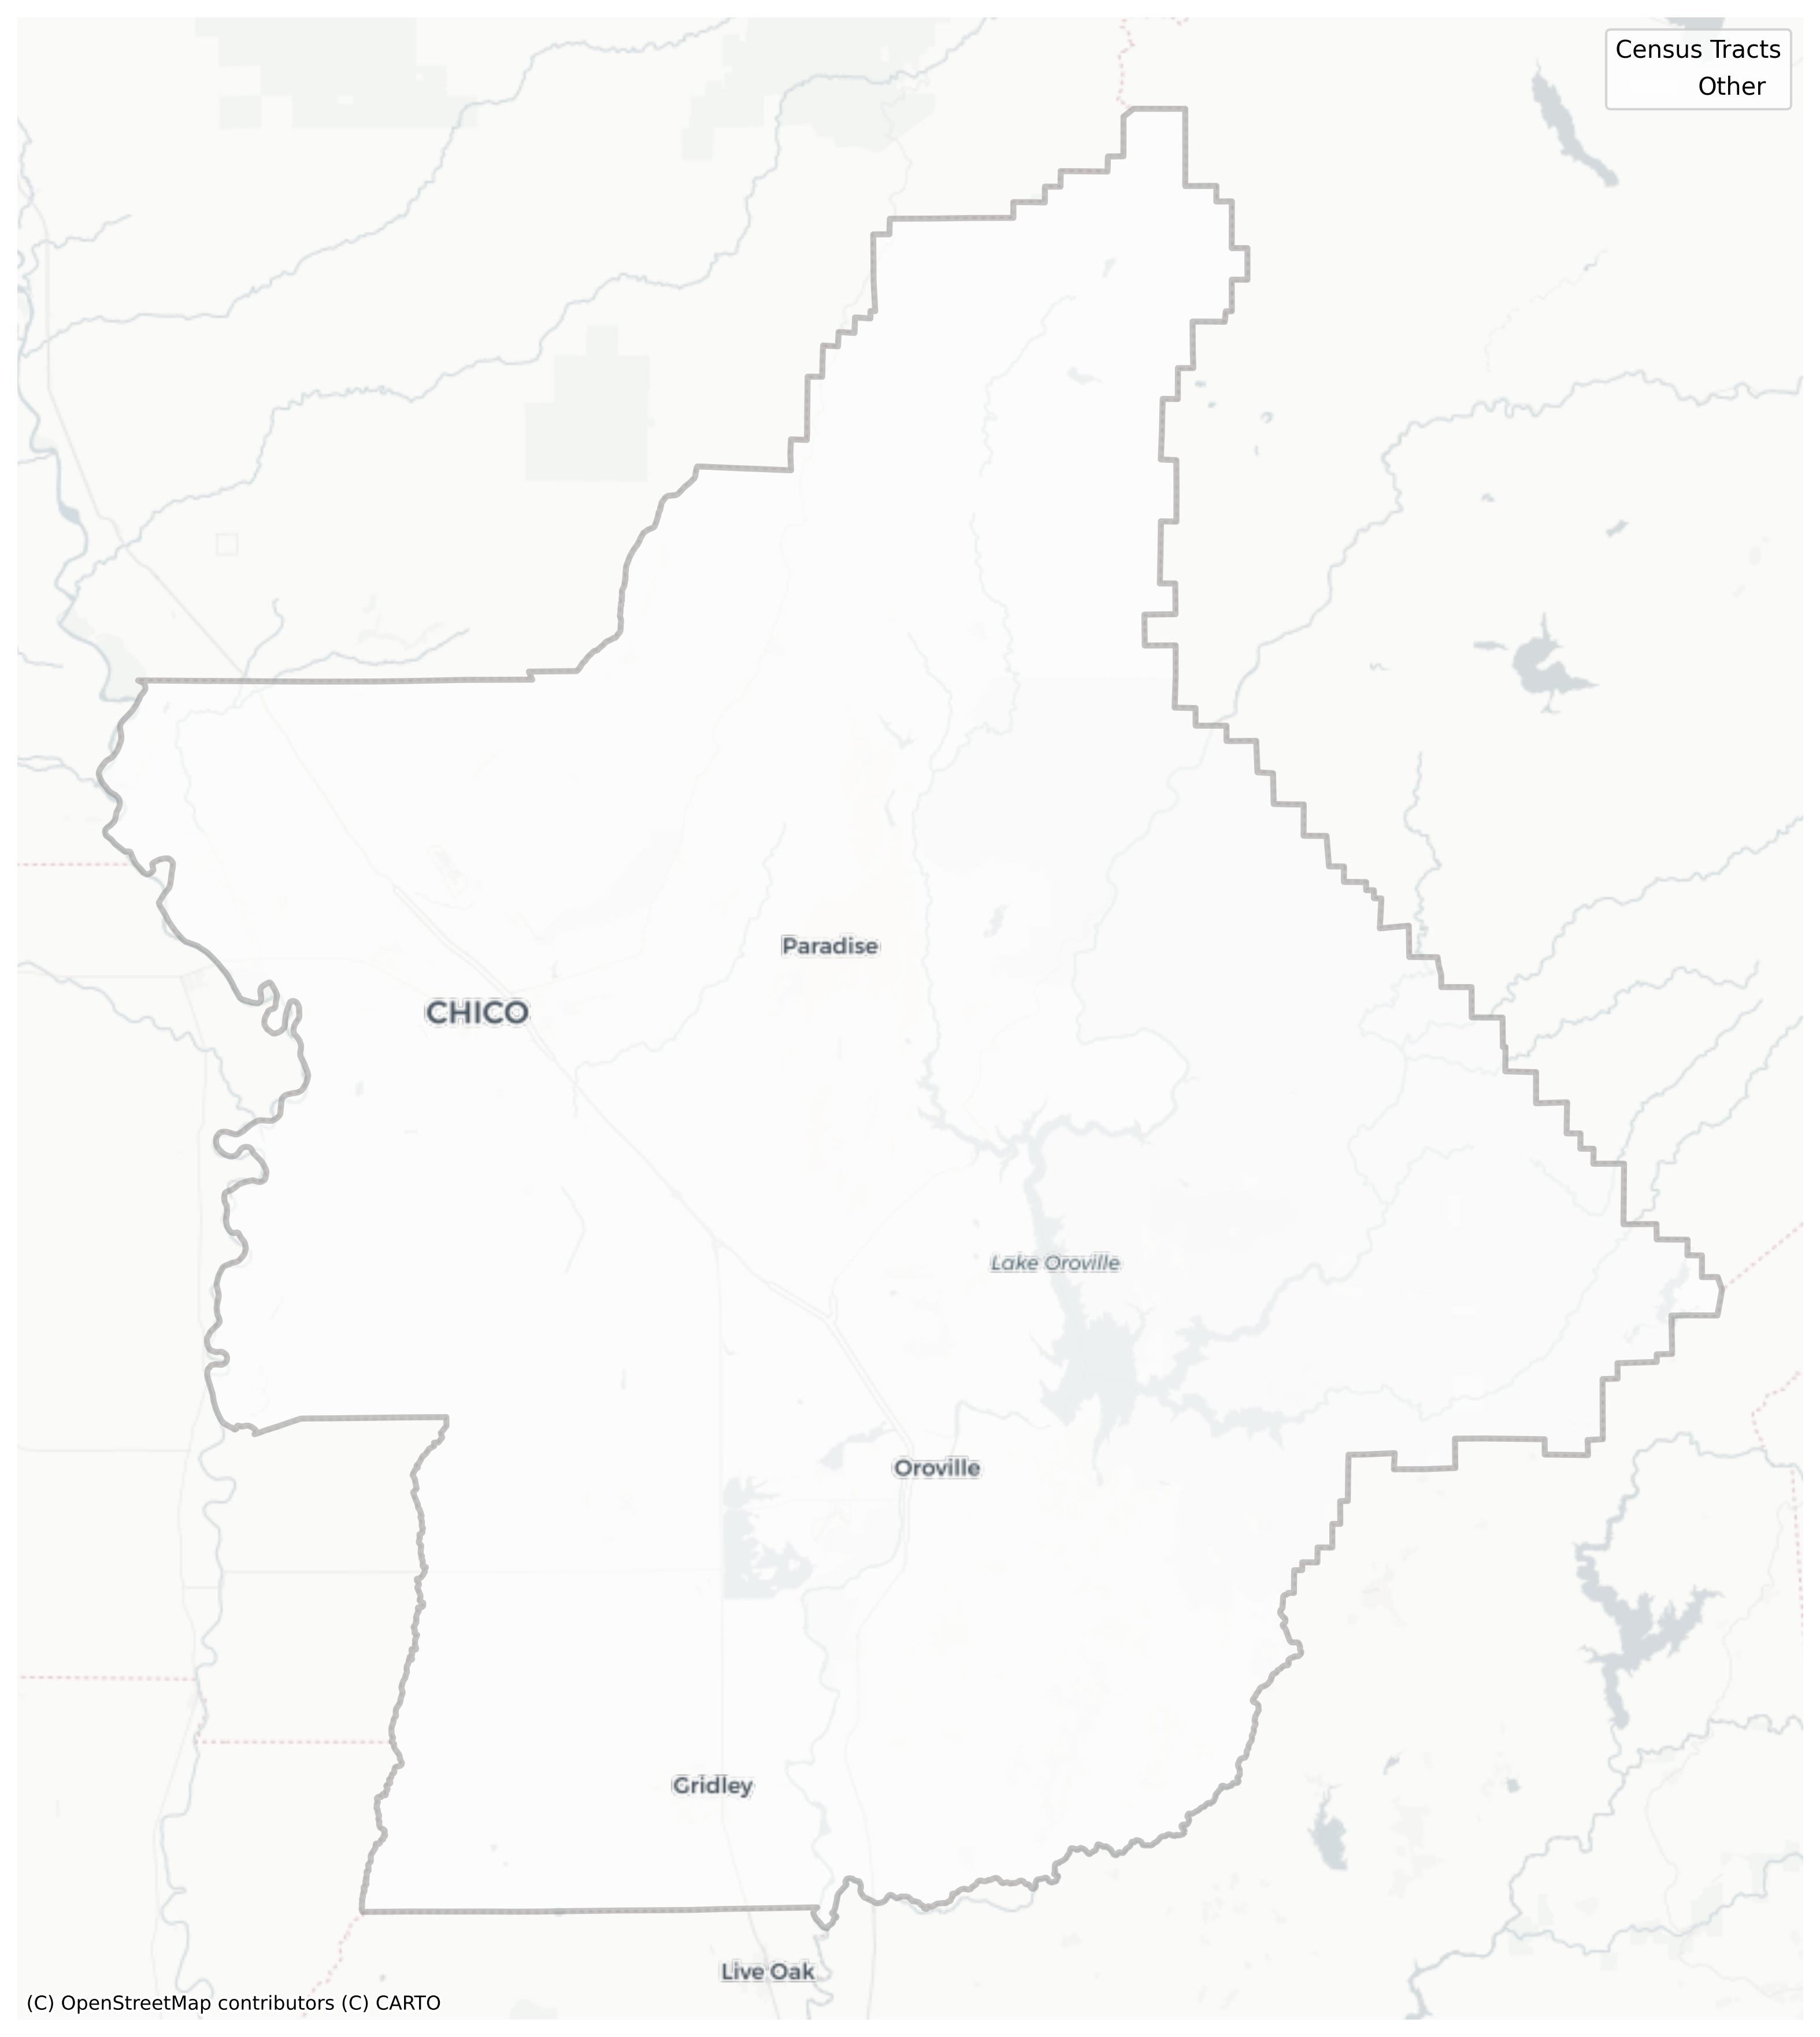 Census Tracts
Other
Paradise
CHICO
Lake Oroville
Oroville
Gridley
Live Oak
(C) OpenStreetMap contributors (C) CARTO